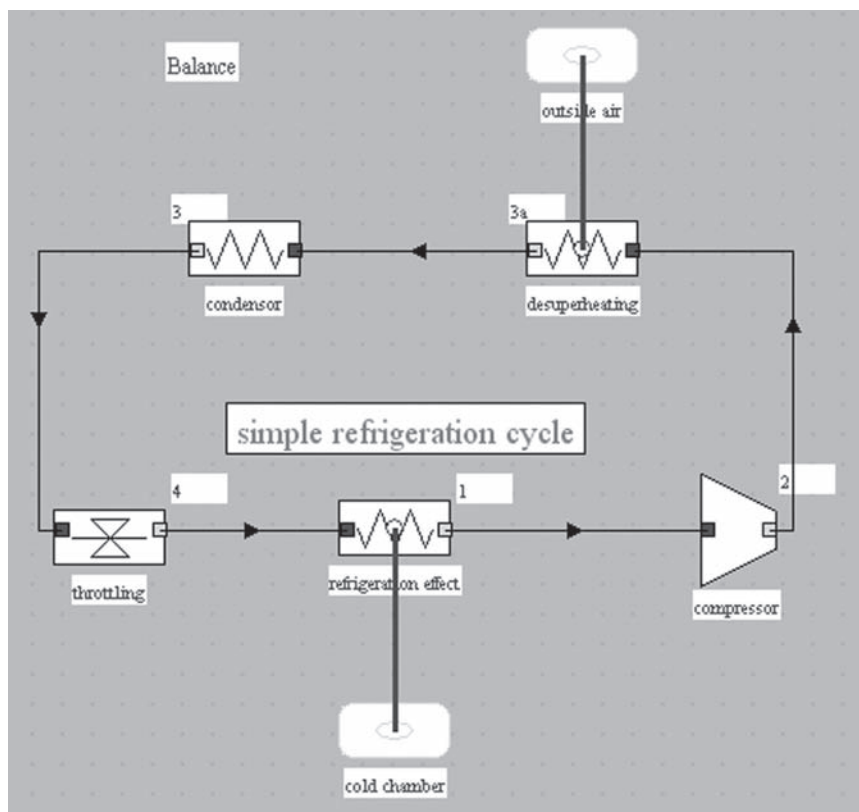 Balance
outside air
3
3a
condensor
desuperheating
simple refrigeration cycle
4
1
2
throttling
refrigeration effect
compressor
cold chamber